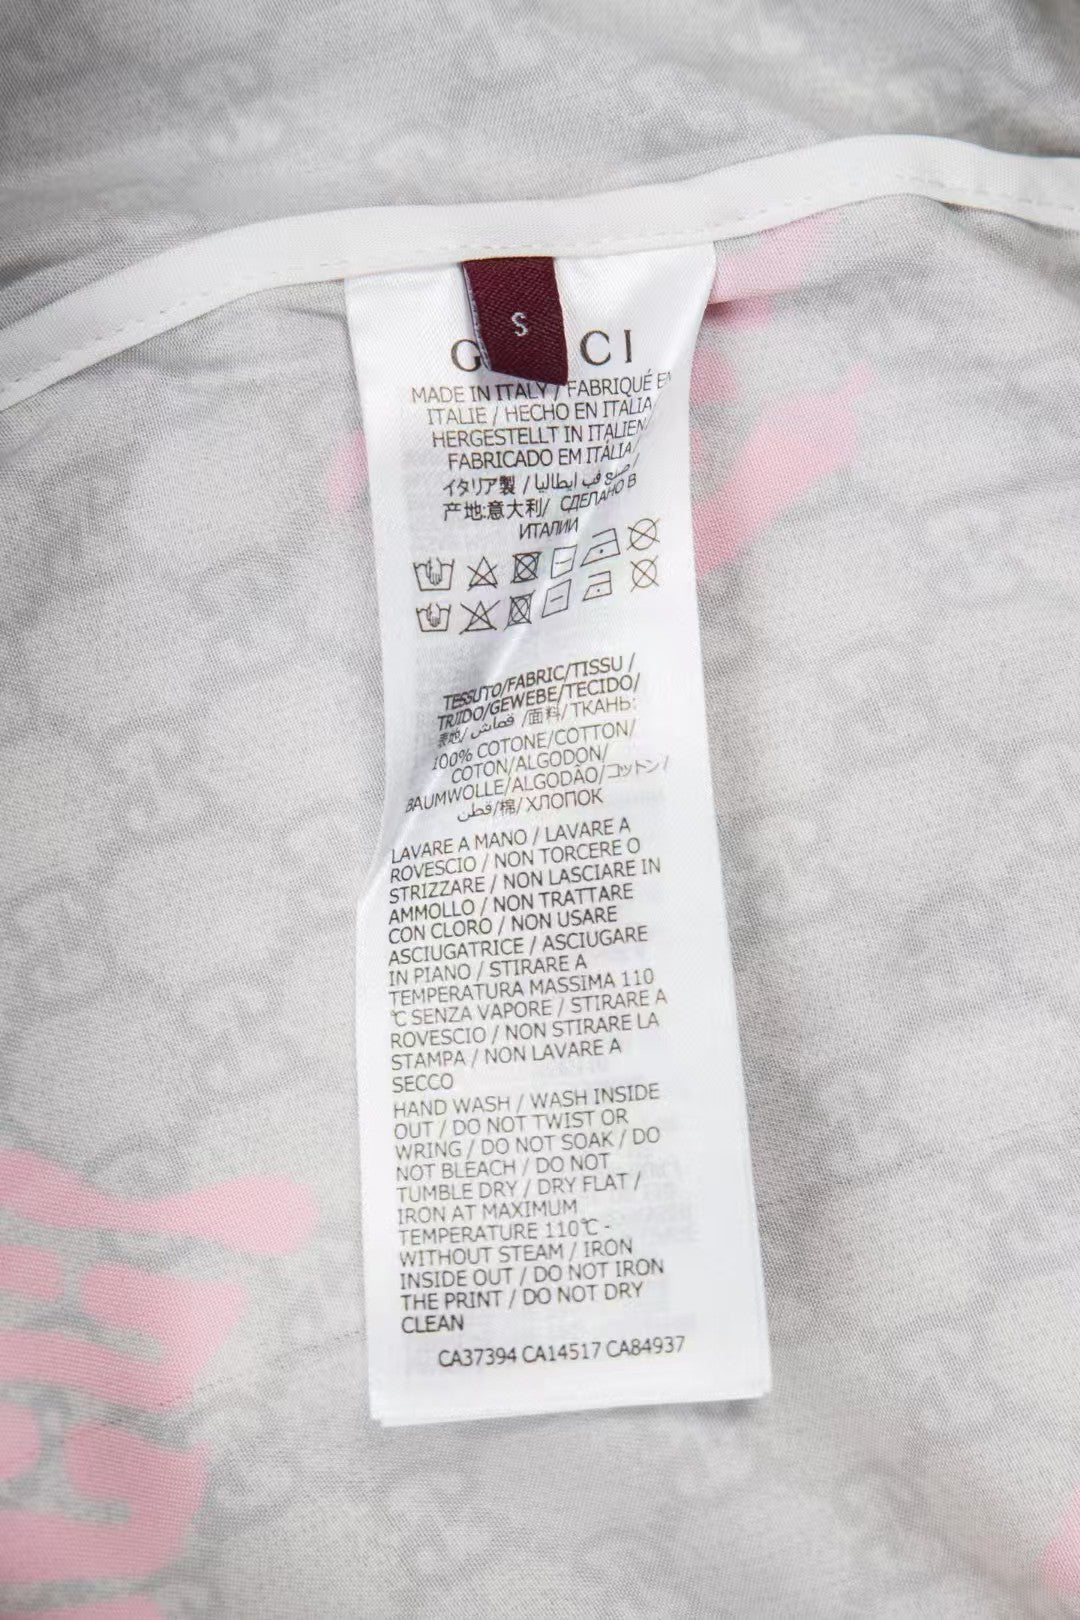 S
G CI
MADE IN ITALY / FABRIQUÉ EN
ITALIE / HECHO EN ITALIA
HERGESTELLT IN ITALIEN
FABRICADO EM ITÁLIA /
イタリア製 / صنع في ايطاليا /
产地:意大利/ СДЕЛАНО В
ИТАЛИИ
TESSUTO/FABRIC/TISSU /
TEJIDO/GEWEBE/TECIDO/
表地/ قماش /面料/ТКАНЬ:
100% COTONE/COTTON/
COTON/ALGODON/
BAUMWOLLE/ALGODÃO/コットン/
قطن/棉/ХЛОПОК
LAVARE A MANO / LAVARE A
ROVESCIO / NON TORCERE O
STRIZZARE / NON LASCIARE IN
AMMOLLO / NON TRATTARE
CON CLORO / NON USARE
ASCIUGATRICE / ASCIUGARE
IN PIANO / STIRARE A
TEMPERATURA MASSIMA 110
℃ SENZA VAPORE / STIRARE A
ROVESCIO / NON STIRARE LA
STAMPA / NON LAVARE A
SECCO
HAND WASH / WASH INSIDE
OUT / DO NOT TWIST OR
WRING / DO NOT SOAK / DO
NOT BLEACH / DO NOT
TUMBLE DRY / DRY FLAT /
IRON AT MAXIMUM
TEMPERATURE 110℃ -
WITHOUT STEAM / IRON
INSIDE OUT / DO NOT IRON
THE PRINT / DO NOT DRY
CLEAN
CA37394 CA14517 CA84937